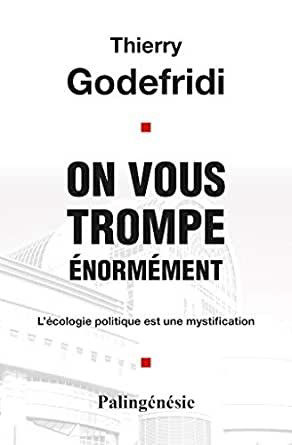 Thierry
Godefridi
ON VOUS
TROMPE
ÉNORMÉMENT
L'écologie politique est une mystification
Palingénésie